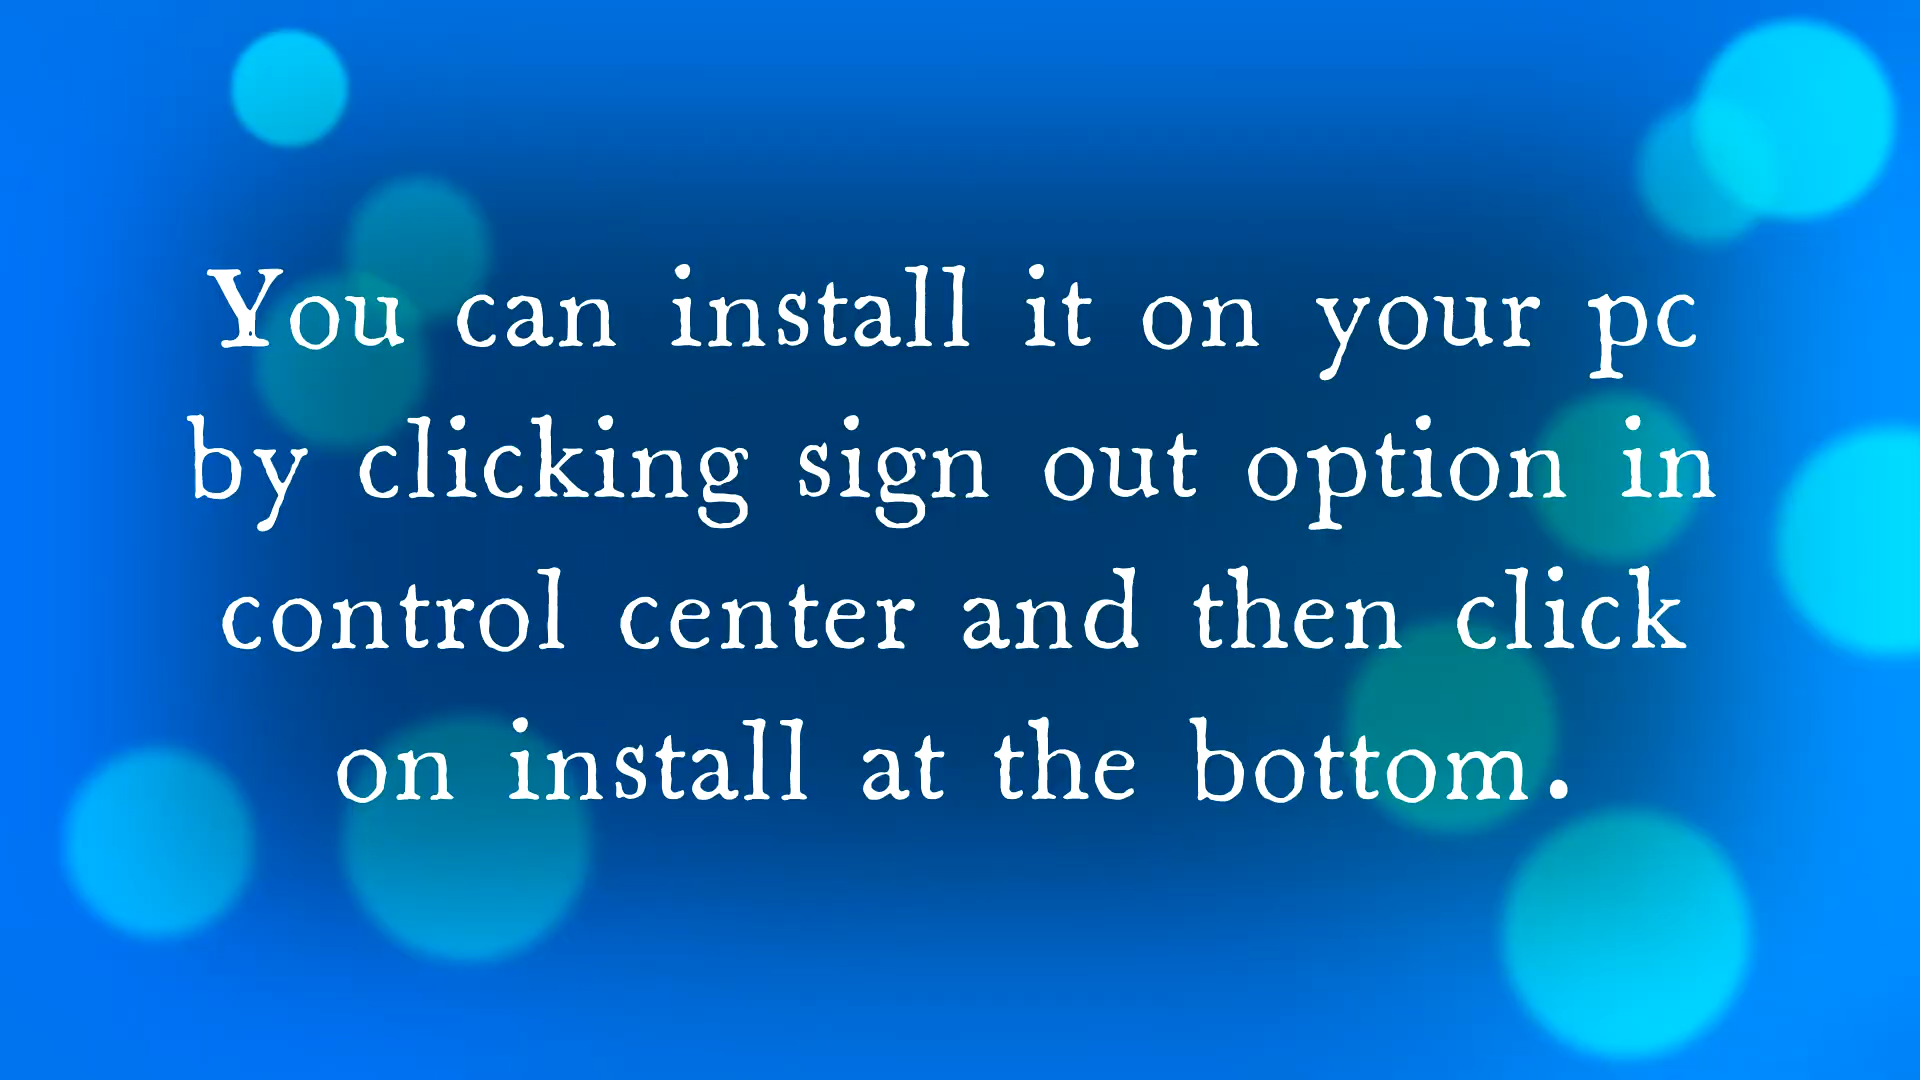 You can install it on your pc
by clicking sign out option in
control center and then click
on install at the bottom.